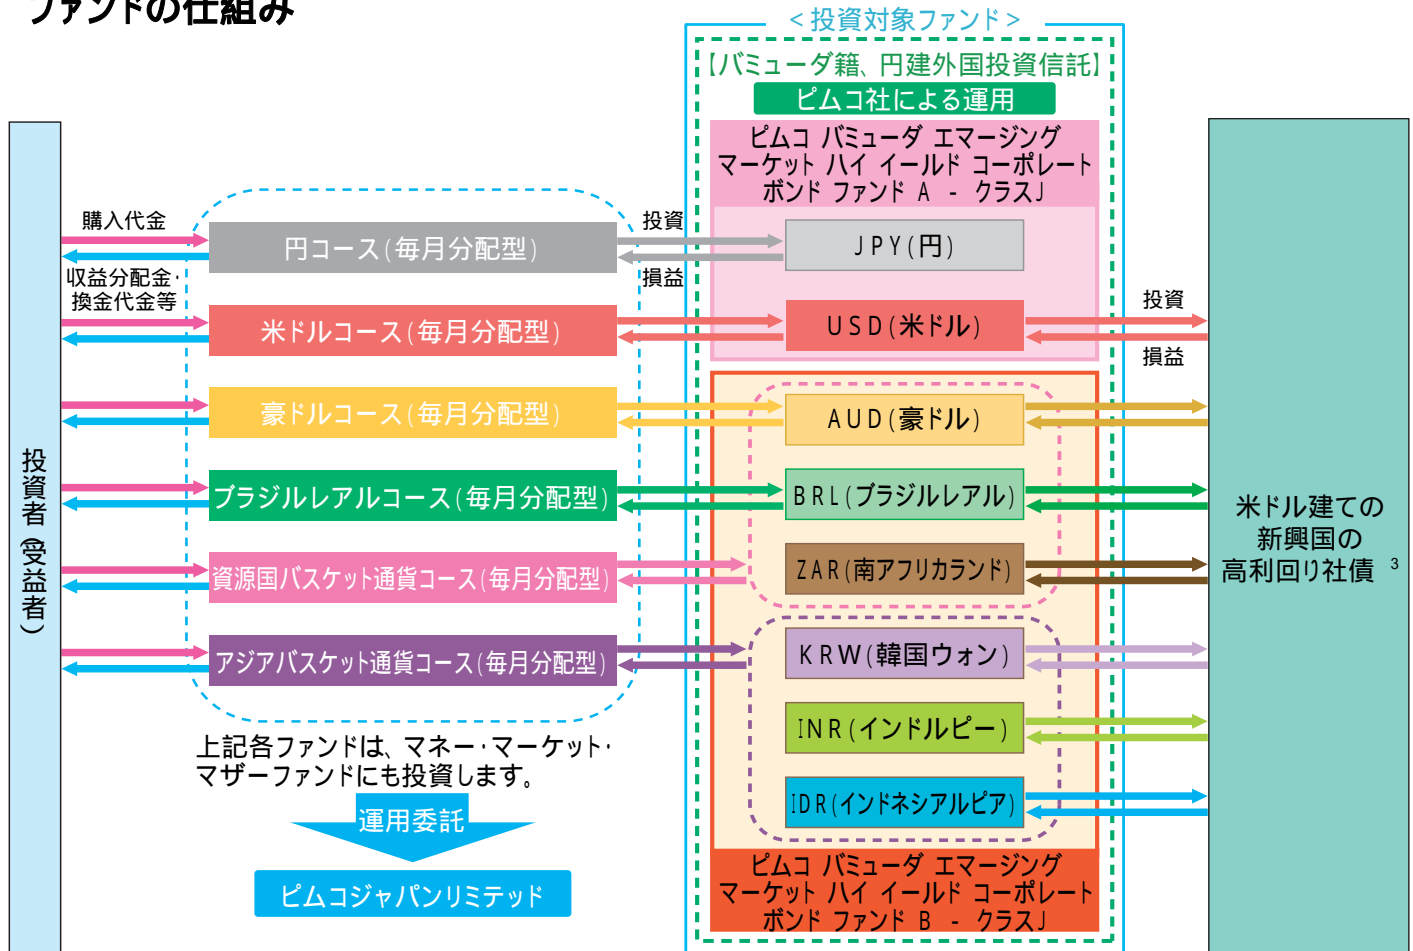 ファンドの仕組み
<投資対象ファンド>
【バミューダ籍、円建外国投資信託】
ピムコ社による運用
ピムコ バミューダ エマージング
マーケット ハイ イールド コーポレート
ボンド ファンド A - クラスJ
購入代金
収益分配金・
換金代金等
円コース(毎月分配型)
投資
損益
JPY(円)
米ドルコース(毎月分配型)
USD(米ドル)
投資
損益
豪ドルコース(毎月分配型)
AUD(豪ドル)
ブラジルレアルコース(毎月分配型)
BRL(ブラジルレアル)
資源国バスケット通貨コース(毎月分配型)
ZAR(南アフリカランド)
アジアバスケット通貨コース(毎月分配型)
KRW(韓国ウォン)
INR(インドルピー)
IDR(インドネシアルピア)
投資者(受益者)
米ドル建ての
新興国の
高利回り社債 3
上記各ファンドは、マネー・マーケット・
マザーファンドにも投資します。
運用委託
ピムコジャパンリミテッド
ピムコ バミューダ エマージング
マーケット ハイ イールド コーポレート
ボンド ファンド B - クラスJ